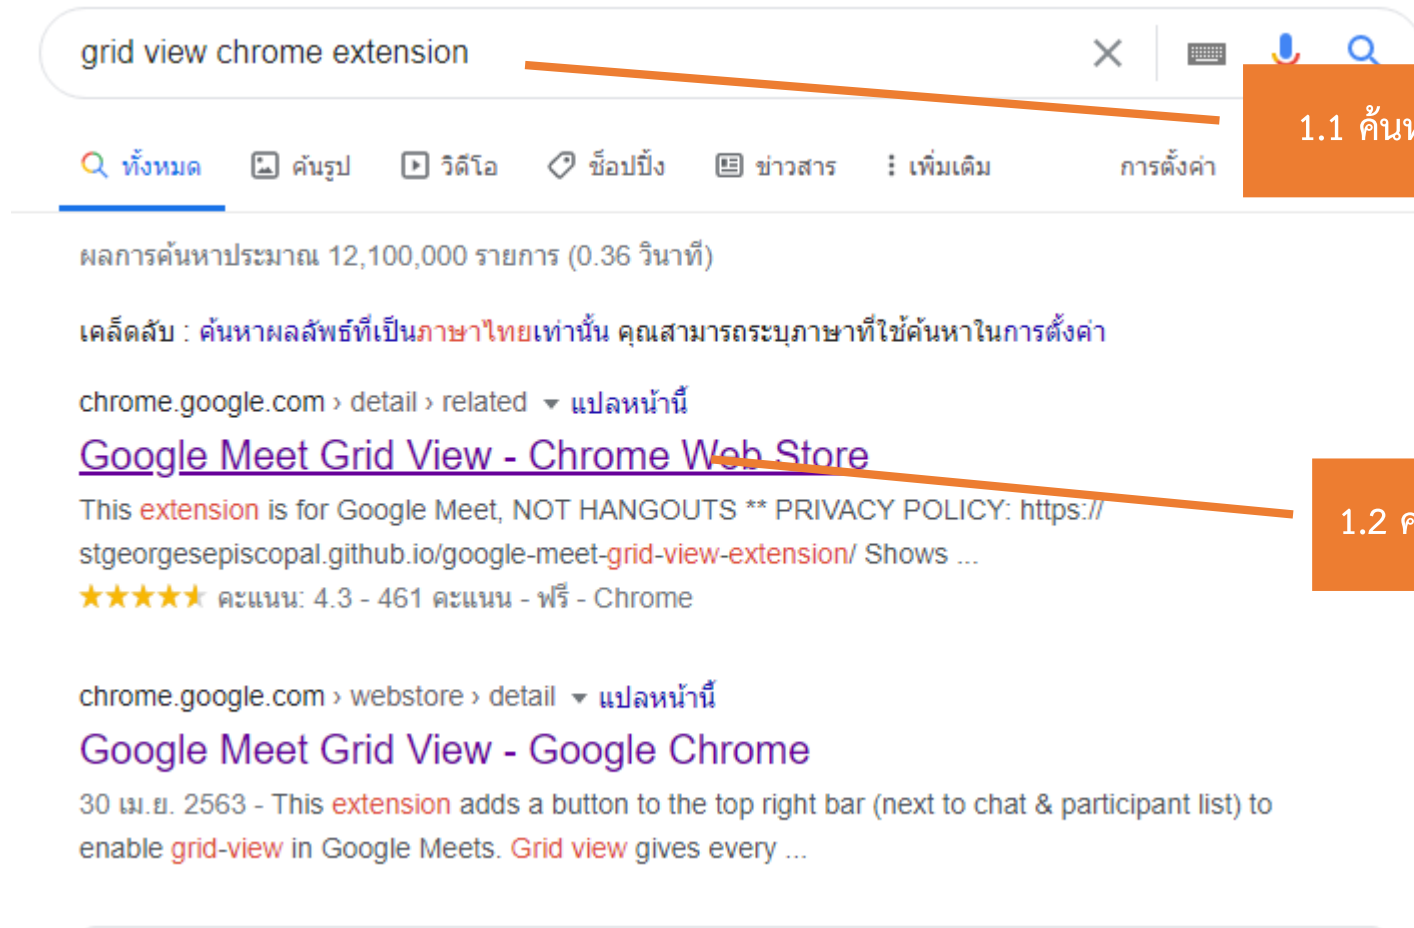 grid view chrome extension
1.1
ทั้งหมด ค้นรูป วิดีโอ ช็อปปิ้ง ข่าวสาร เพิ่มเติม การตั้งค่า
ผลการค้นหาประมาณ 12,100,000 รายการ (0.36 วินาที)
เคล็ดลับ : ค้นหาผลลัพธ์ที่เป็นภาษาไทยเท่านั้น คุณสามารถระบุภาษาที่ใช้ค้นหาในการตั้งค่า
chrome.google.com › detail › related แปลหน้านี้
Google Meet Grid View - Chrome Web Store
This extension is for Google Meet, NOT HANGOUTS ** PRIVACY POLICY: https://
1.2
stgeorgesepiscopal.github.io/google-meet-grid-view-extension/ Shows ...
คะแนน: 4.3 - 461 คะแนน - ฟรี - Chrome
chrome.google.com › webstore › detail แปลหน้านี้
Google Meet Grid View - Google Chrome
30 เม.ย. 2563 - This extension adds a button to the top right bar (next to chat & participant list) to
enable grid-view in Google Meets. Grid view gives every ...